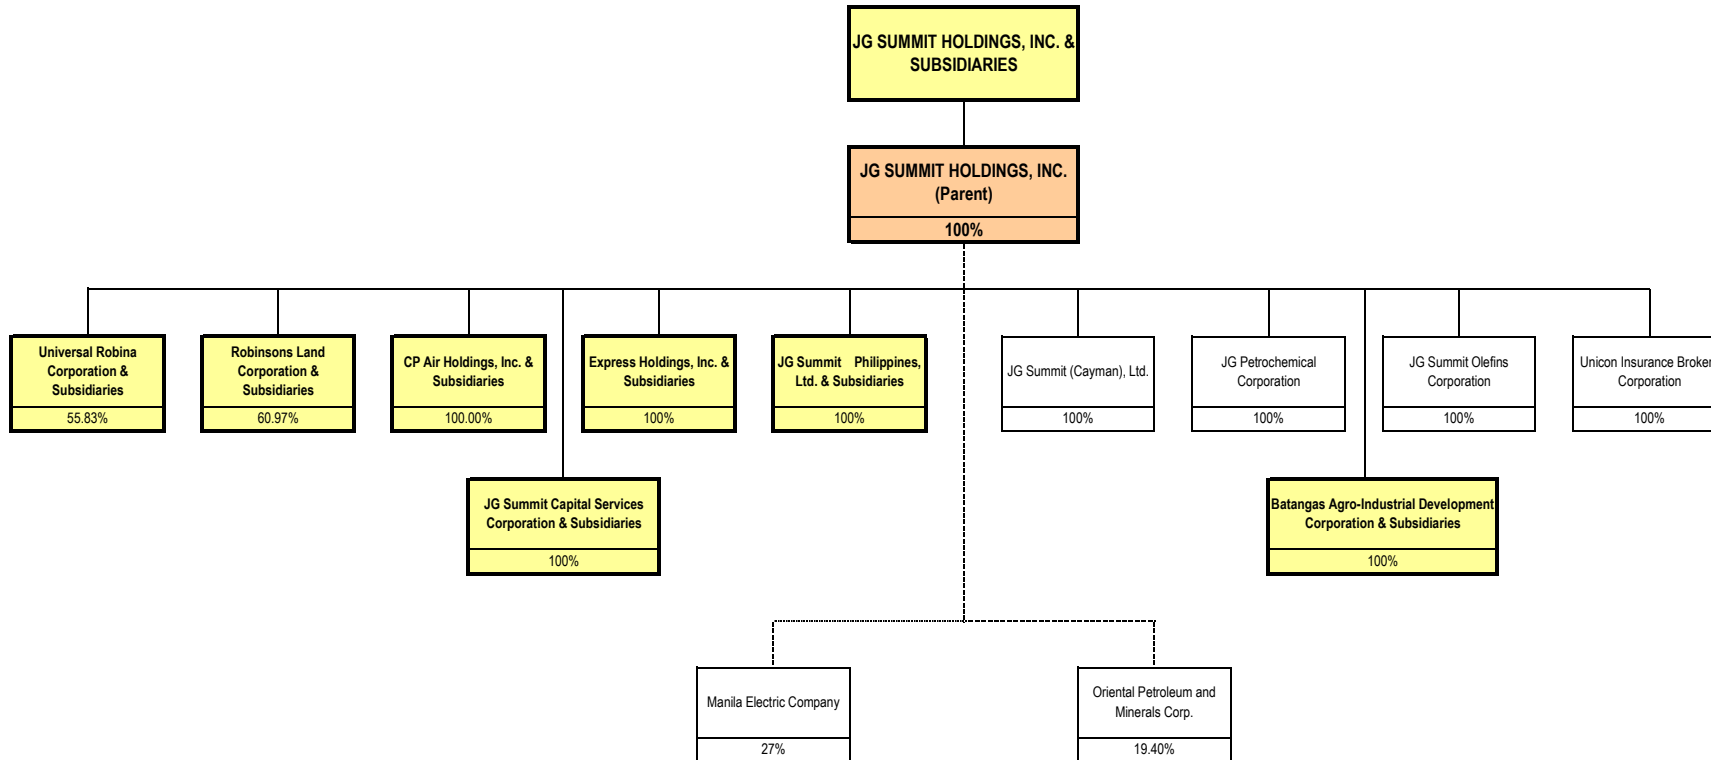 JG SUMMIT HOLDINGS, INC. &
SUBSIDIARIES
JG SUMMIT HOLDINGS, INC.
(Parent)
100%
Universal Robina
Corporation &
Subsidiaries
55.83%
Robinsons Land
Corporation &
Subsidiaries
60.97%
CP Air Holdings, Inc. &
Subsidiaries
100.00%
Express Holdings, Inc. &
Subsidiaries
100%
JG Summit Philippines,
Ltd. & Subsidiaries
100%
JG Summit (Cayman), Ltd.
100%
JG Petrochemical
Corporation
100%
JG Summit Olefins
Corporation
100%
Unicon Insurance Broker
Corporation
100%
JG Summit Capital Services
Corporation & Subsidiaries
100%
Batangas Agro-Industrial Development
Corporation & Subsidiaries
100%
Manila Electric Company
27%
Oriental Petroleum and
Minerals Corp.
19.40%